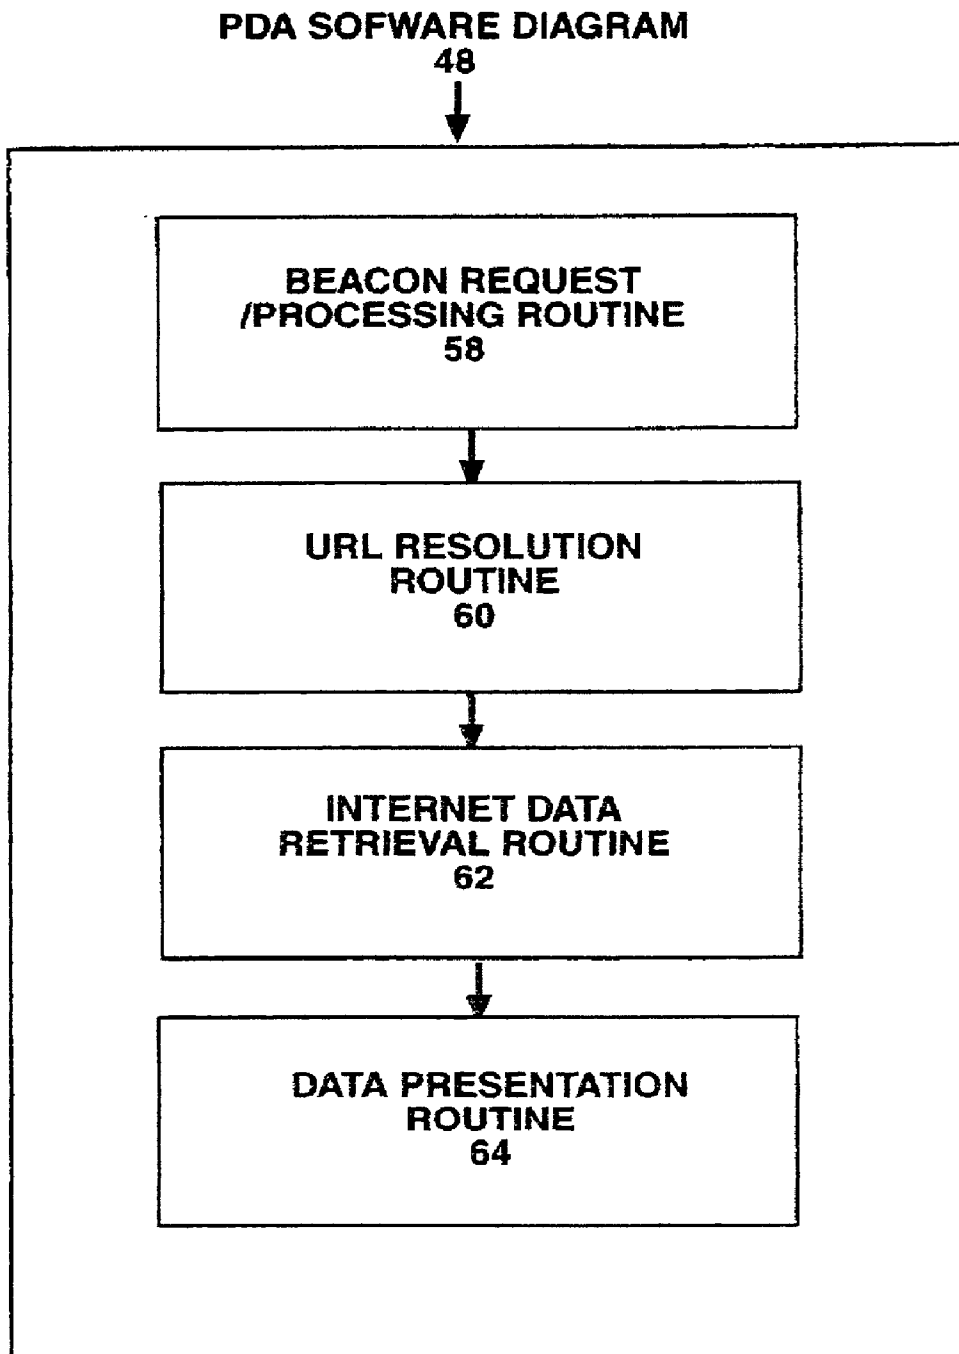 PDA SOFWARE DIAGRAM
48
BEACON REQUEST
/PROCESSING ROUTINE
58
URL RESOLUTION
ROUTINE
60
INTERNET DATA
RETRIEVAL ROUTINE
62
DATA PRESENTATION
ROUTINE
64